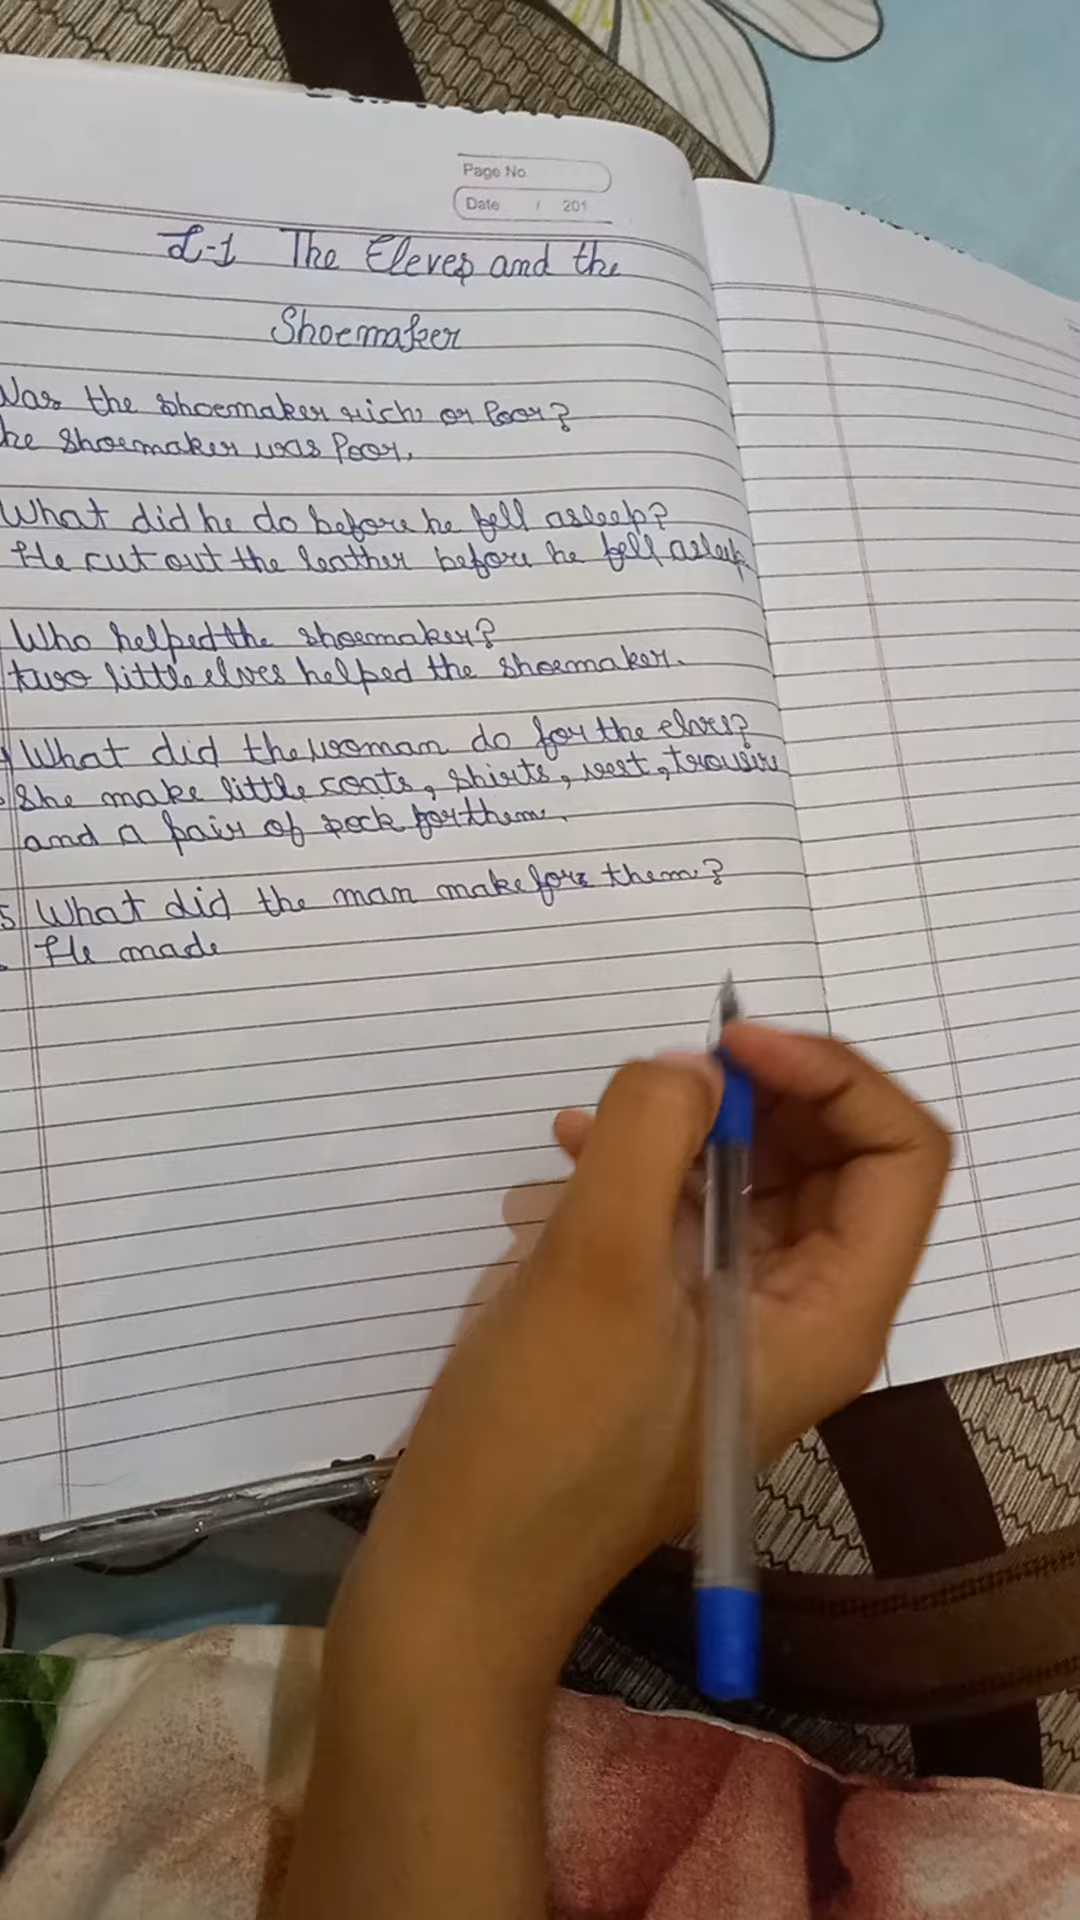 Page No
Date / 201
L-1 The Eleves and the
Shoemaker
Was the shoemaker rich or Poor?
he Shoemaker was Poor.
What did he do before he fell asleep?
He cut out the leather before he fell asleep.
Who helped the shoemaker?
two little elves helped the shoemaker.
What did the woman do for the elves?
She make little coats, shirts, vest, trousire
and a pair of sock for them.
5 What did the man make for them?
He made